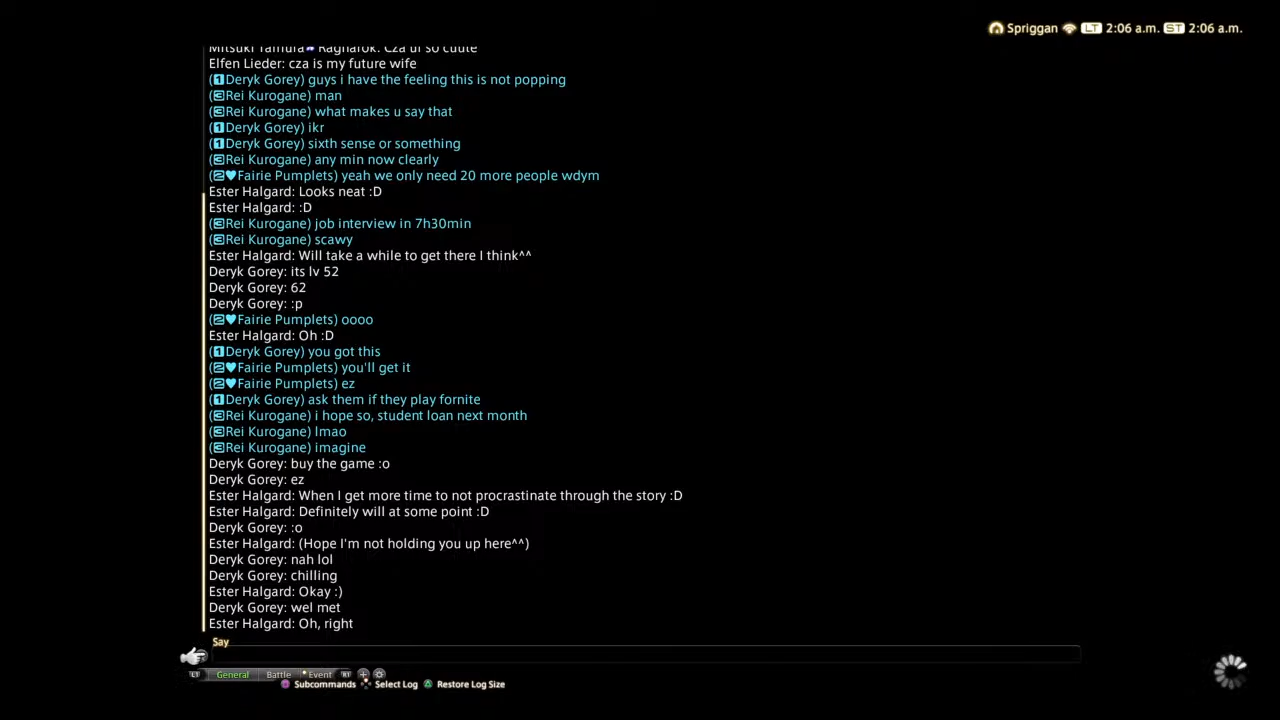 Spriggan LT 2:06 a.m. ST 2:06 a.m.
Mitsuki Tamura Ragnarok: Cza ur so cuute
Elfen Lieder: cza is my future wife
(1Deryk Gorey) guys i have the feeling this is not popping
(3Rei Kurogane) man
(3Rei Kurogane) what makes u say that
(1Deryk Gorey) ikr
(1Deryk Gorey) sixth sense or something
(3Rei Kurogane) any min now clearly
(2♥Fairie Pumplets) yeah we only need 20 more people wdym
Ester Halgard: Looks neat :D
Ester Halgard: :D
(3Rei Kurogane) job interview in 7h30min
(3Rei Kurogane) scawy
Ester Halgard: Will take a while to get there I think^^
Deryk Gorey: its lv 52
Deryk Gorey: 62
Deryk Gorey: :p
(2♥Fairie Pumplets) oooo
Ester Halgard: Oh :D
(1Deryk Gorey) you got this
(2♥Fairie Pumplets) you'll get it
(2♥Fairie Pumplets) ez
(1Deryk Gorey) ask them if they play fornite
(3Rei Kurogane) i hope so, student loan next month
(3Rei Kurogane) lmao
(3Rei Kurogane) imagine
Deryk Gorey: buy the game :o
Deryk Gorey: ez
Ester Halgard: When I get more time to not procrastinate through the story :D
Ester Halgard: Definitely will at some point :D
Deryk Gorey: :o
Ester Halgard: (Hope I'm not holding you up here^^)
Deryk Gorey: nah lol
Deryk Gorey: chilling
Ester Halgard: Okay :)
Deryk Gorey: wel met
Ester Halgard: Oh, right
Say
L1 General Battle Event R1
Subcommands Select Log Restore Log Size